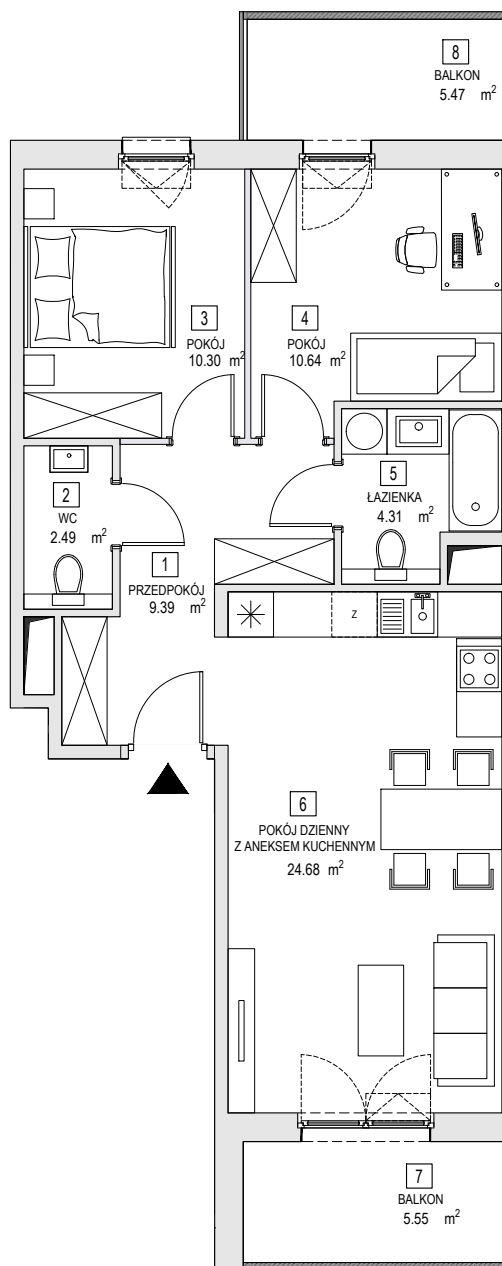 8
BALKON
5.47 m²
3
POKÓJ
10.30 m²
4
POKÓJ
10.64 m²
5
ŁAZIENKA
4.31 m²
2
WC
2.49 m²
1
PRZEDPOKÓJ
9.39 m²
Z
6
POKÓJ DZIENNY
Z ANEKSEM KUCHENNYM
24.68 m²
7
BALKON
5.55 m²